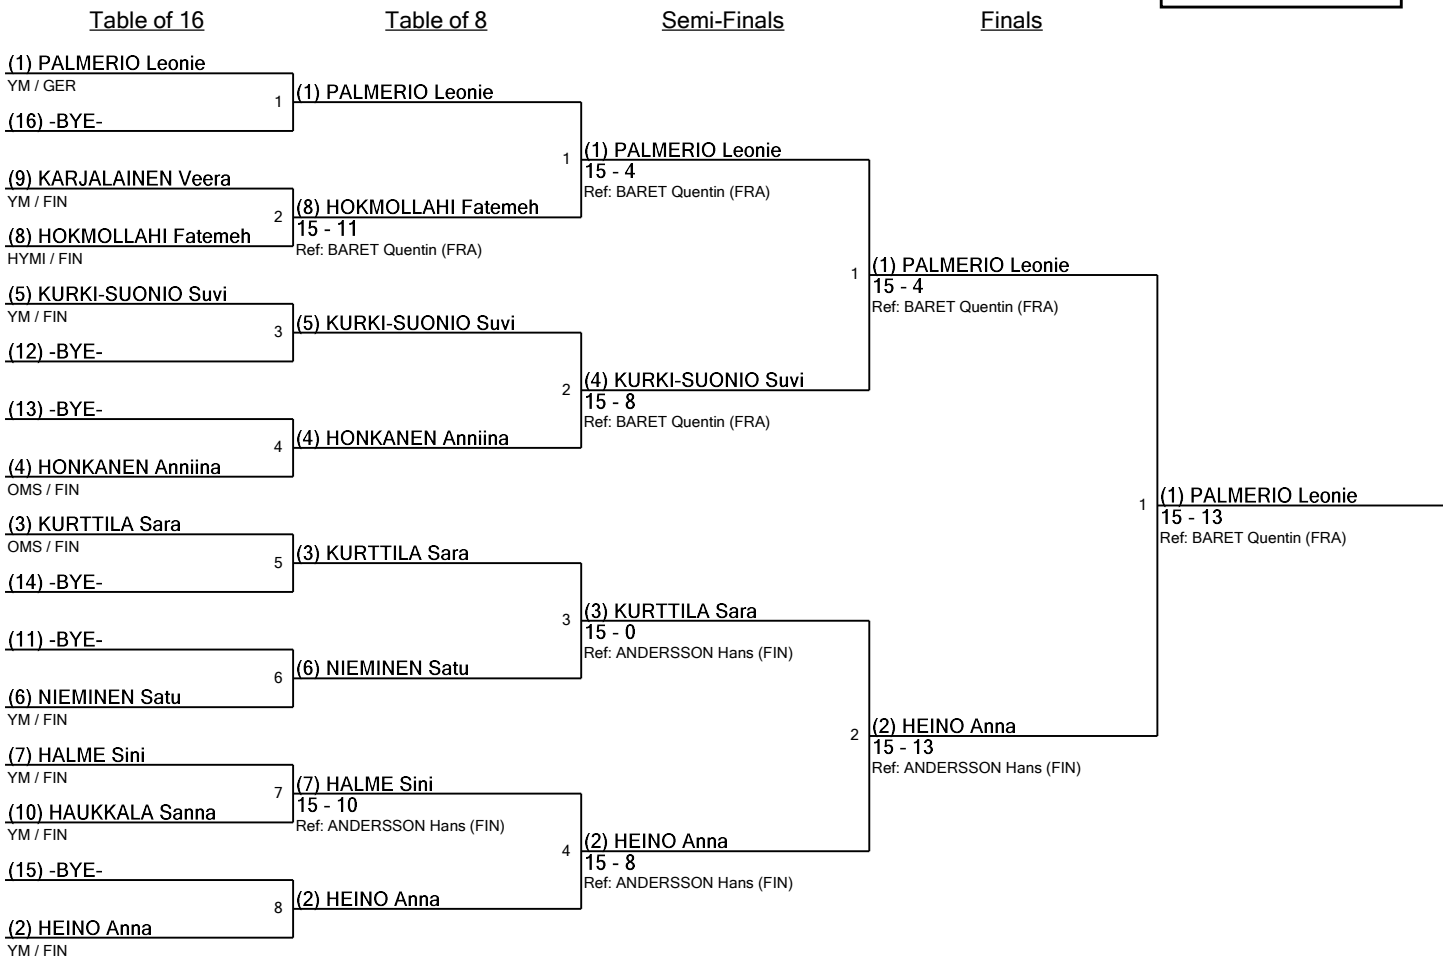 Table of 16
Table of 8
Semi-Finals
Finals
(1) PALMERIO Leonie
YM / GER
1
(16) -BYE-
(9) KARJALAINEN Veera
YM / FIN
2
(8) HOKMOLLAHI Fatemeh
HYMI / FIN
(5) KURKI-SUONIO Suvi
YM / FIN
3
(12) -BYE-
(13) -BYE-
4
(4) HONKANEN Anniina
OMS / FIN
(3) KURTTILA Sara
OMS / FIN
5
(14) -BYE-
(11) -BYE-
6
(6) NIEMINEN Satu
YM / FIN
(7) HALME Sini
YM / FIN
7
(10) HAUKKALA Sanna
YM / FIN
(15) -BYE-
8
(2) HEINO Anna
YM / FIN
(1) PALMERIO Leonie
1
(8) HOKMOLLAHI Fatemeh
15 - 11
Ref: BARET Quentin (FRA)
(5) KURKI-SUONIO Suvi
2
(4) HONKANEN Anniina
(3) KURTTILA Sara
3
(6) NIEMINEN Satu
(7) HALME Sini
15 - 10
Ref: ANDERSSON Hans (FIN)
4
(2) HEINO Anna
(1) PALMERIO Leonie
15 - 4
Ref: BARET Quentin (FRA)
1
(4) KURKI-SUONIO Suvi
15 - 8
Ref: BARET Quentin (FRA)
(3) KURTTILA Sara
15 - 0
Ref: ANDERSSON Hans (FIN)
2
(2) HEINO Anna
15 - 8
Ref: ANDERSSON Hans (FIN)
(1) PALMERIO Leonie
15 - 4
Ref: BARET Quentin (FRA)
1
(2) HEINO Anna
15 - 13
Ref: ANDERSSON Hans (FIN)
(1) PALMERIO Leonie
15 - 13
Ref: BARET Quentin (FRA)